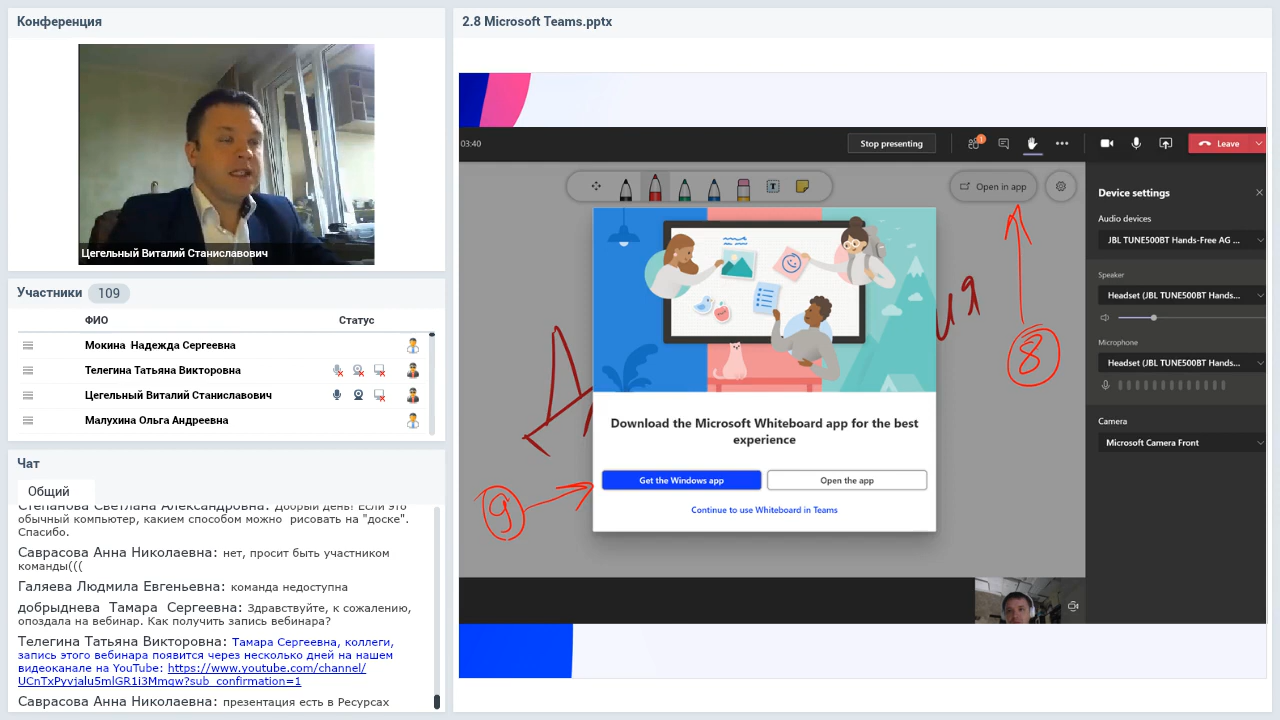 Конференция
Цегельный Виталий Станиславович
Участники 109
ФИО Статус
Мокина Надежда Сергеевна
Телегина Татьяна Викторовна
Цегельный Виталий Станиславович
Малухина Ольга Андреевна
Чат
Общий
Степанова Светлана Александровна: Добрый день! Если это
обычный компьютер, какием способом можно рисовать на "доске".
Спасибо.
Саврасова Анна Николаевна: нет, просит быть участником
команды(((
Галяева Людмила Евгеньевна: команда недоступна
добрыднева Тамара Сергеевна: Здравствуйте, к сожалению,
опоздала на вебинар. Как получить запись вебинара?
Телегина Татьяна Викторовна: Тамара Сергеевна, коллеги,
запись этого вебинара появится через несколько дней на нашем
видеоканале на YouTube: https://www.youtube.com/channel/
UCnTxPyvjalu5mlGR1i3Mmqw?sub_confirmation=1
Саврасова Анна Николаевна: презентация есть в Ресурсах
2.8 Microsoft Teams.pptx
03:40
Stop presenting
1
Leave
Open in app
T
Download the Microsoft Whiteboard app for the best
experience
Get the Windows app
Open the app
Continue to use Whiteboard in Teams
8
9
Device settings
Audio devices
JBL TUNE500BT Hands-Free AG ...
Speaker
Headset (JBL TUNE500BT Hands...
Microphone
Headset (JBL TUNE500BT Hands...
Camera
Microsoft Camera Front